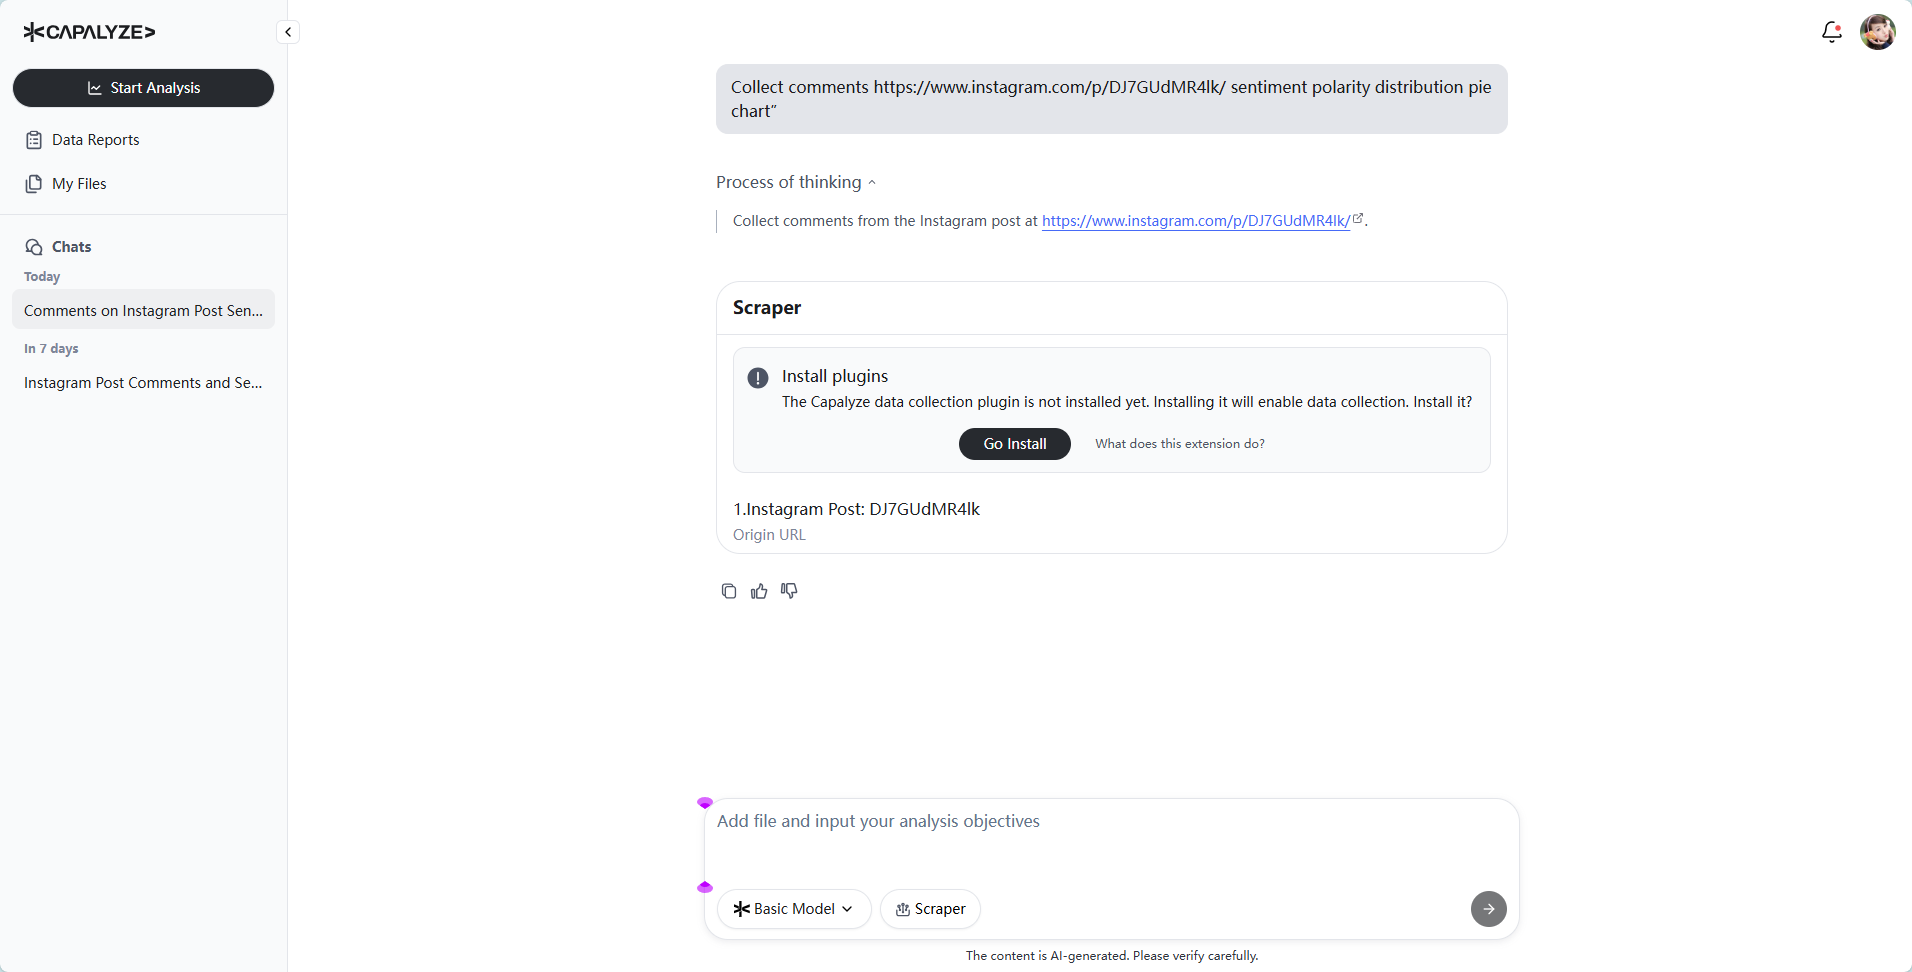 CAPALYZE
Start Analysis
Data Reports
My Files
Chats
Today
Comments on Instagram Post Sen...
In 7 days
Instagram Post Comments and Se...
Collect comments https://www.instagram.com/p/DJ7GUdMR4lk/ sentiment polarity distribution pie
chart”
Process of thinking
Collect comments from the Instagram post at https://www.instagram.com/p/DJ7GUdMR4lk/.
Scraper
Install plugins
The Capalyze data collection plugin is not installed yet. Installing it will enable data collection. Install it?
Go Install
What does this extension do?
1.Instagram Post: DJ7GUdMR4lk
Origin URL
Add file and input your analysis objectives
Basic Model
Scraper
The content is AI-generated. Please verify carefully.